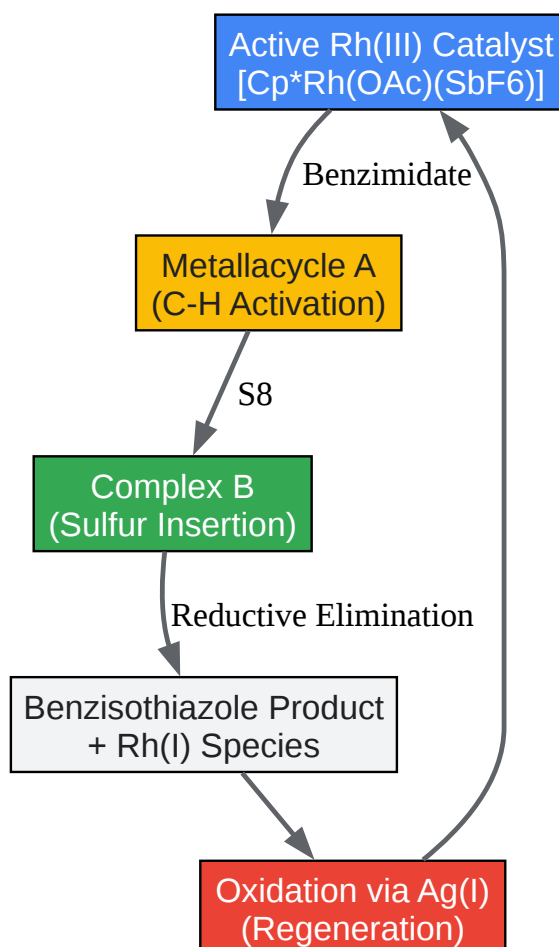 Active Rh(III) Catalyst
[Cp*Rh(OAc)(SbF6)]
Benzimidate
Metallacycle A
(C-H Activation)
S8
Complex B
(Sulfur Insertion)
Reductive Elimination
Benzisothiazole Product
+ Rh(I) Species
Oxidation via Ag(I)
(Regeneration)